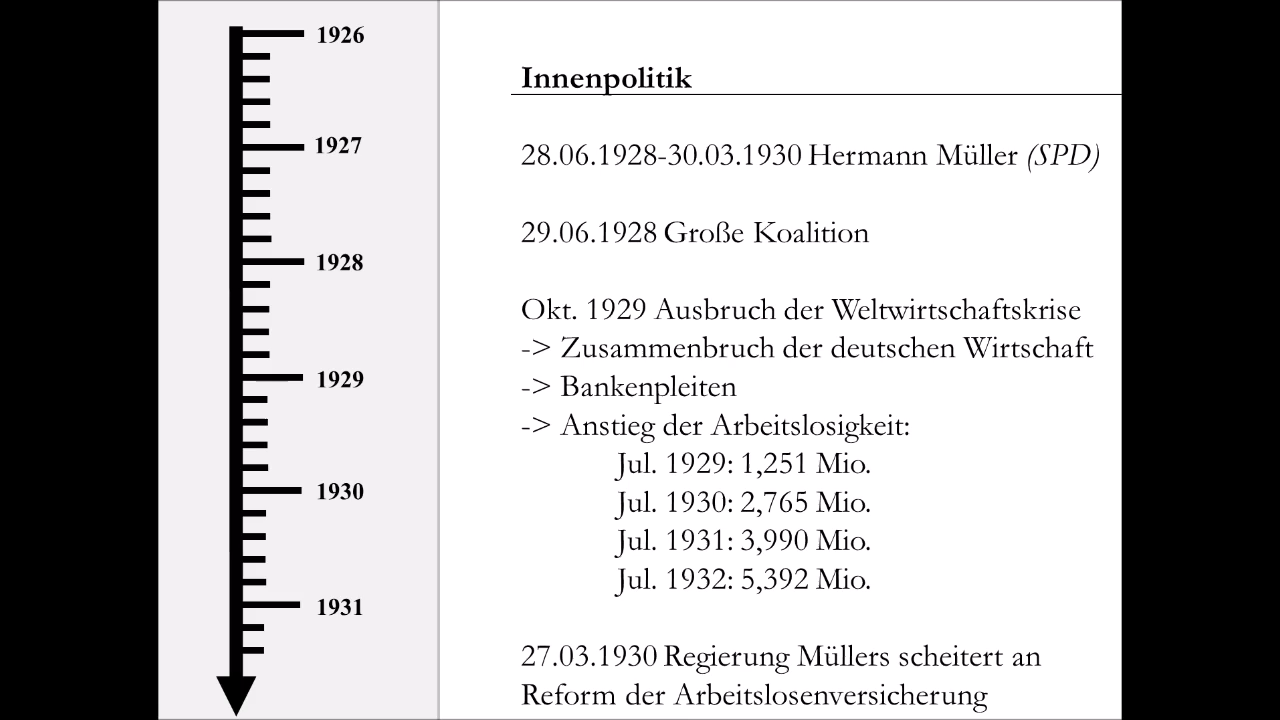 1926
1927
1928
1929
1930
1931
Innenpolitik
28.06.1928-30.03.1930 Hermann Müller (SPD)
29.06.1928 Große Koalition
Okt. 1929 Ausbruch der Weltwirtschaftskrise
-> Zusammenbruch der deutschen Wirtschaft
-> Bankenpleiten
-> Anstieg der Arbeitslosigkeit:
Jul. 1929: 1,251 Mio.
Jul. 1930: 2,765 Mio.
Jul. 1931: 3,990 Mio.
Jul. 1932: 5,392 Mio.
27.03.1930 Regierung Müllers scheitert an
Reform der Arbeitslosenversicherung